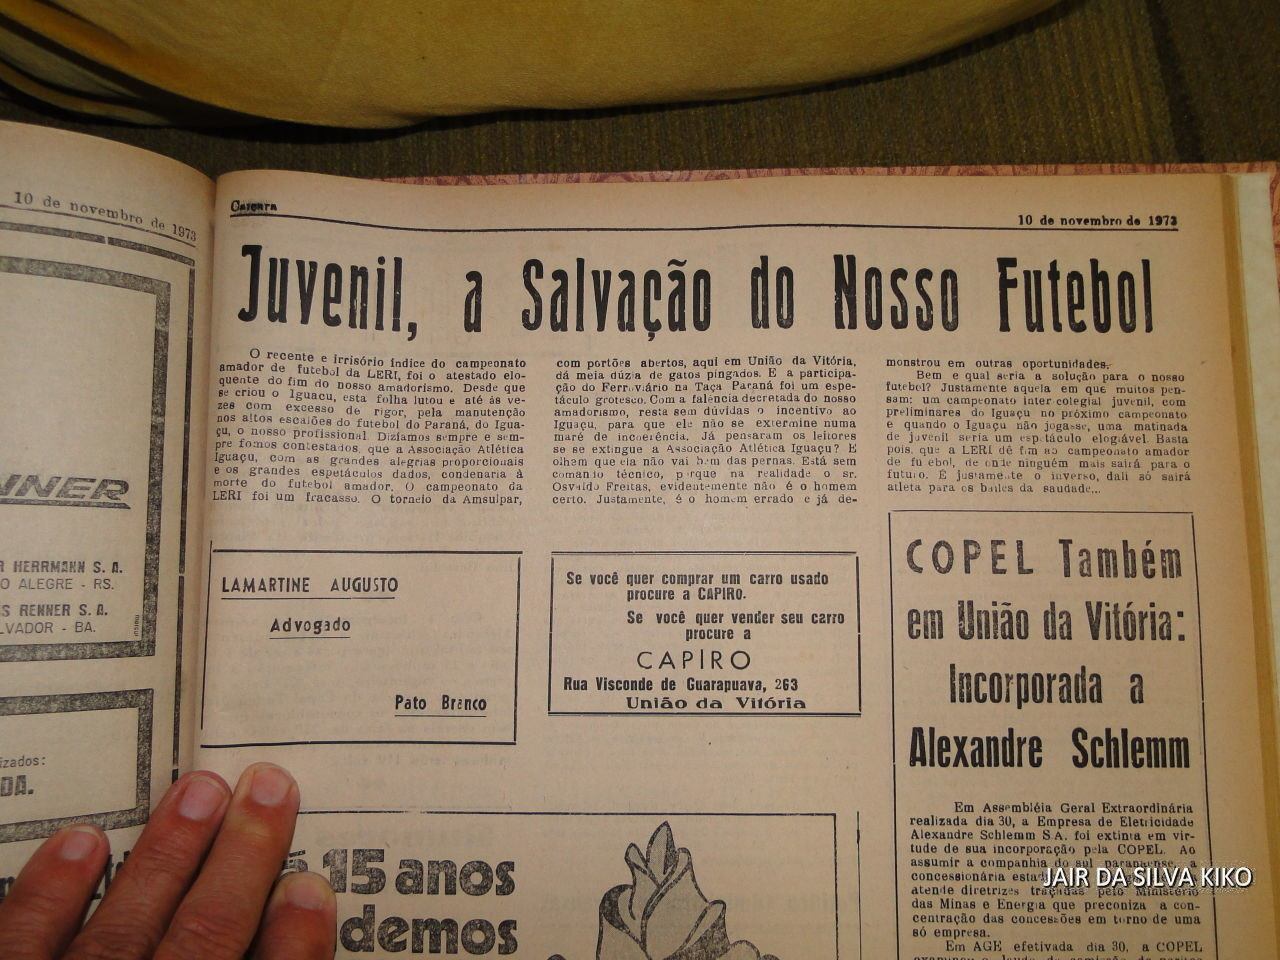 10 de novembro de 1973
NNER
R HERRMANN S. A.
O ALEGRE - RS.
S RENNER S. A.
LVADOR - BA.
izados:
DA.
Caiçara
10 de novembro de 1973
Juvenil, a Salvação do Nosso Futebol
O recente e irrisório índice do campeonato
amador de futebol da LERI, foi o atestado elo-
quente do fim do nosso amadorismo. Desde que
se criou o Iguaçu, esta folha lutou e até às ve-
zes com excesso de rigor, pela manutenção
nos altos escalões do futebol do Paraná, do Igua-
çu, o nosso profissional. Dizíamos sempre e sem-
pre fomos contestados, que a Associação Atlética
Iguaçu, com as grandes alegrias proporcionais
e os grandes espetáculos dados, condenaria à
morte do futebol amador. O campeonato da
LERI foi um fracasso. O torneio da Amsulpar,
com portões abertos, aqui em União da Vitória,
dá meia dúzia de gatos pingados. E a participa-
ção do Ferroviário na Taça Paraná foi um espe-
táculo grotesco. Com a falência decretada do nosso
amadorismo, resta sem dúvidas o incentivo ao
Iguaçu, para que ele não se extermine numa
maré de incoerência. Já pensaram os leitores
se se extingue a Associação Atlética Iguaçu? E
olhem que ela não vai bem das pernas. Está sem
comando técnico, porque na realidade o sr.
Osvaldo Freitas, evidentemente não é o homem
certo. Justamente, é o homem errado e já de-
monstrou em outras oportunidades.
Bem e qual seria a solução para o nosso
futebol? Justamente aquela em que muitos pen-
sam: um campeonato inter-colegial juvenil, com
preliminares do Iguaçu no próximo campeonato
e quando o Iguaçu não jogasse, uma matinada
de juvenil seria um espetáculo elogiável. Basta
pois, que a LERI dê fim ao campeonato amador
de futebol, de onde ninguém mais sairá para o
futuro. E justamente o inverso, dali só sairá
atleta para os bailes da saudade...
LAMARTINE AUGUSTO
Advogado
Pato Branco
Se você quer comprar um carro usado
procure a CAPIRO.
Se você quer vender seu carro
procure a
CAPIRO
Rua Visconde de Guarapuava, 263
União da Vitória
COPEL Também
em União da Vitória:
Incorporada a
Alexandre Schlemm
Em Assembléia Geral Extraordinária
realizada dia 30, a Empresa de Eletricidade
Alexandre Schlemm S.A. foi extinta em vir-
tude de sua incorporação pela COPEL. Ao
assumir a companhia do sul paranaense, a
concessionária
atende diretrizes traçadas pelo Ministério
das Minas e Energia que preconiza a con-
centração das concessões em torno de uma
só empresa.
Em AGE efetivada dia 30, a COPEL
15 anos
demos
JAIR DA SILVA KIKO